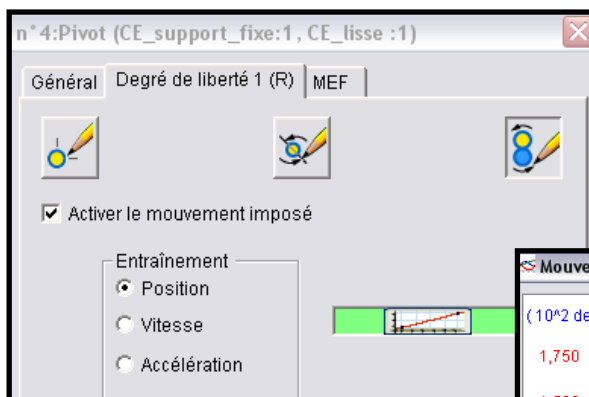 n°4:Pivot (CE_support_fixe:1, CE_lisse :1)
Général Degré de liberté 1 (R) MEF
Activer le mouvement imposé
Entraînement
Position
Vitesse
Accélération
Mouve
(10^2 de
1,750